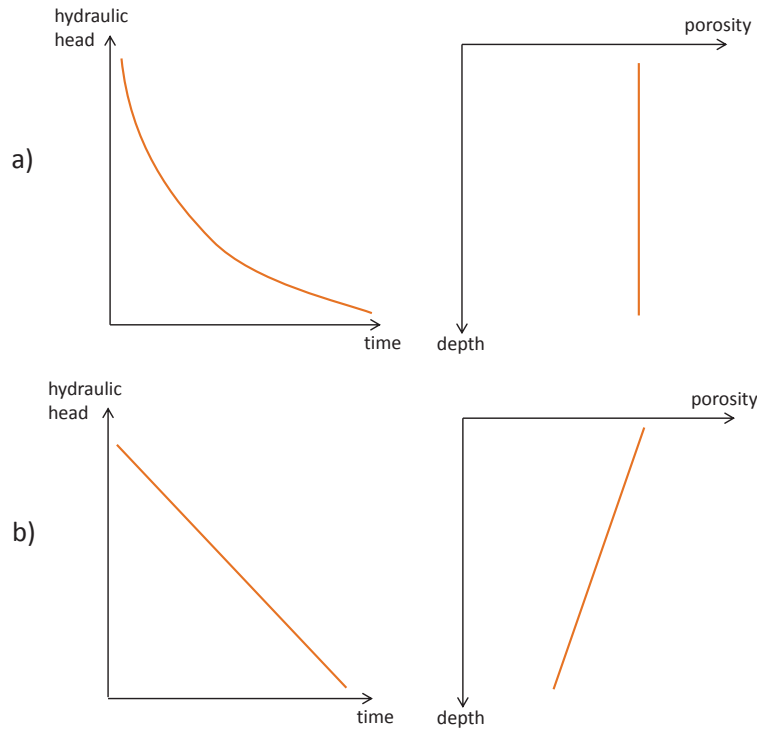 hydraulic
head
porosity
a)
time
depth
hydraulic
head
porosity
b)
time
depth